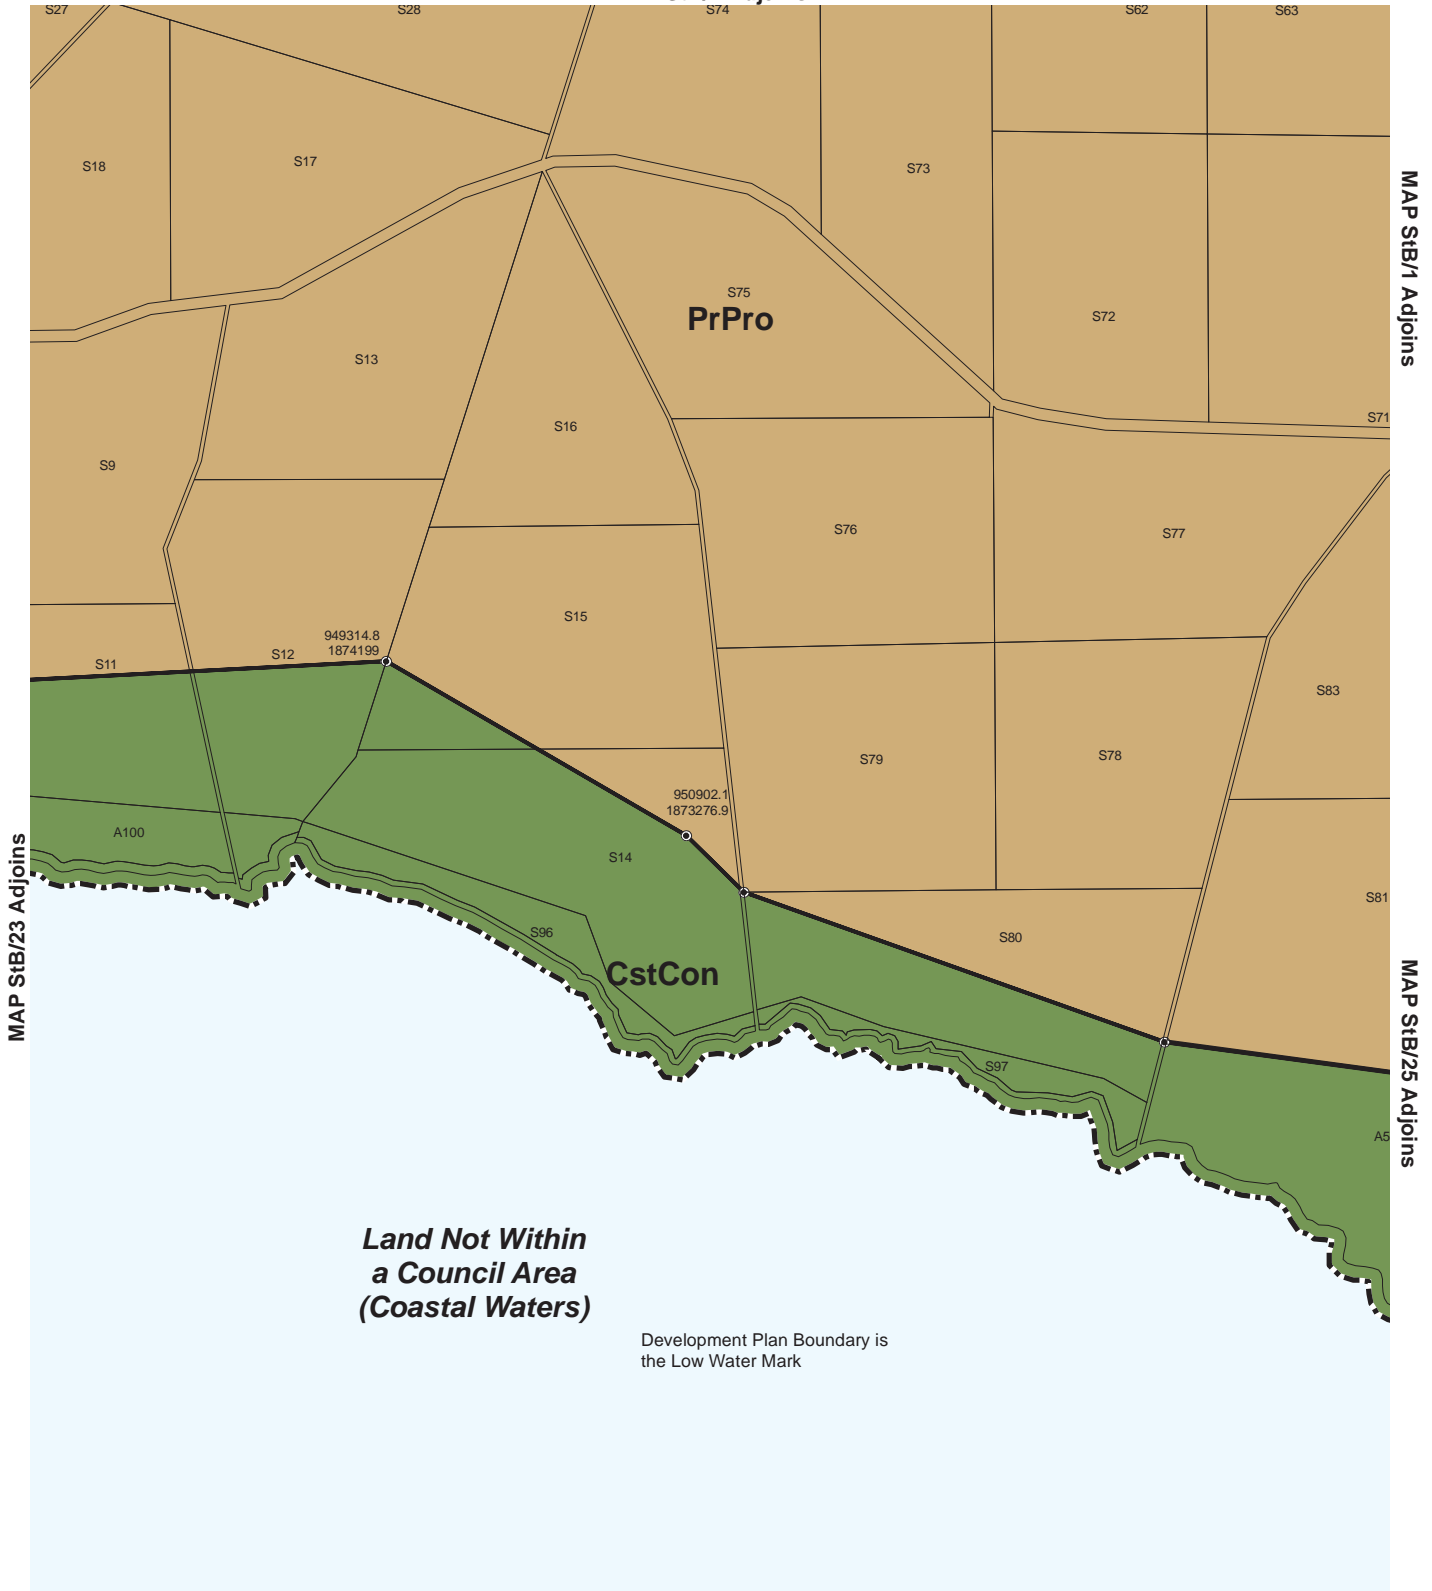 S27
S28
S74
S62
S63
S18
S17
S73
MAP StB/1 Adjoins
S75
PrPro
S72
S13
S71
S16
S9
S76
S77
S15
949314.8
1874199
S12
S11
S83
S79
S78
950902.1
1873276.9
A100
S14
MAP StB/23 Adjoins
S81
S96
S80
CstCon
MAP StB/25 Adjoins
S97
A5
Land Not Within
a Council Area
(Coastal Waters)
Development Plan Boundary is
the Low Water Mark